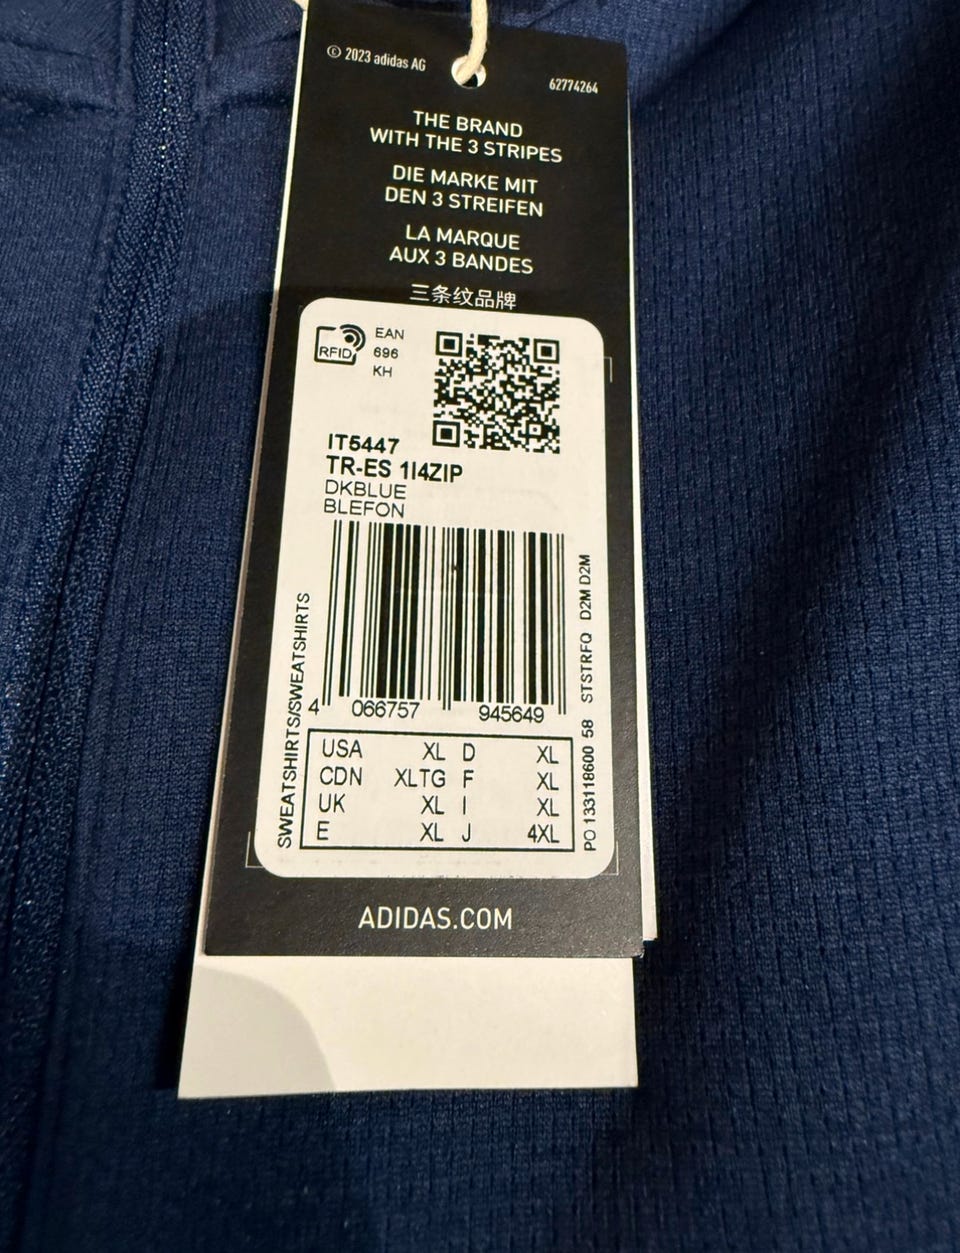 © 2023 adidas AG
62774264
THE BRAND
WITH THE 3 STRIPES
DIE MARKE MIT
DEN 3 STREIFEN
LA MARQUE
AUX 3 BANDES
三条纹品牌
RFID
EAN
696
KH
IT5447
TR-ES 1I4ZIP
DKBLUE
BLEFON
SWEATSHIRTS/SWEATSHIRTS
4 066757 945649
PO 133118600 58 STSTRFQ D2M D2M
USA XL D XL
CDN XLTG F XL
UK XL I XL
E XL J 4XL
ADIDAS.COM